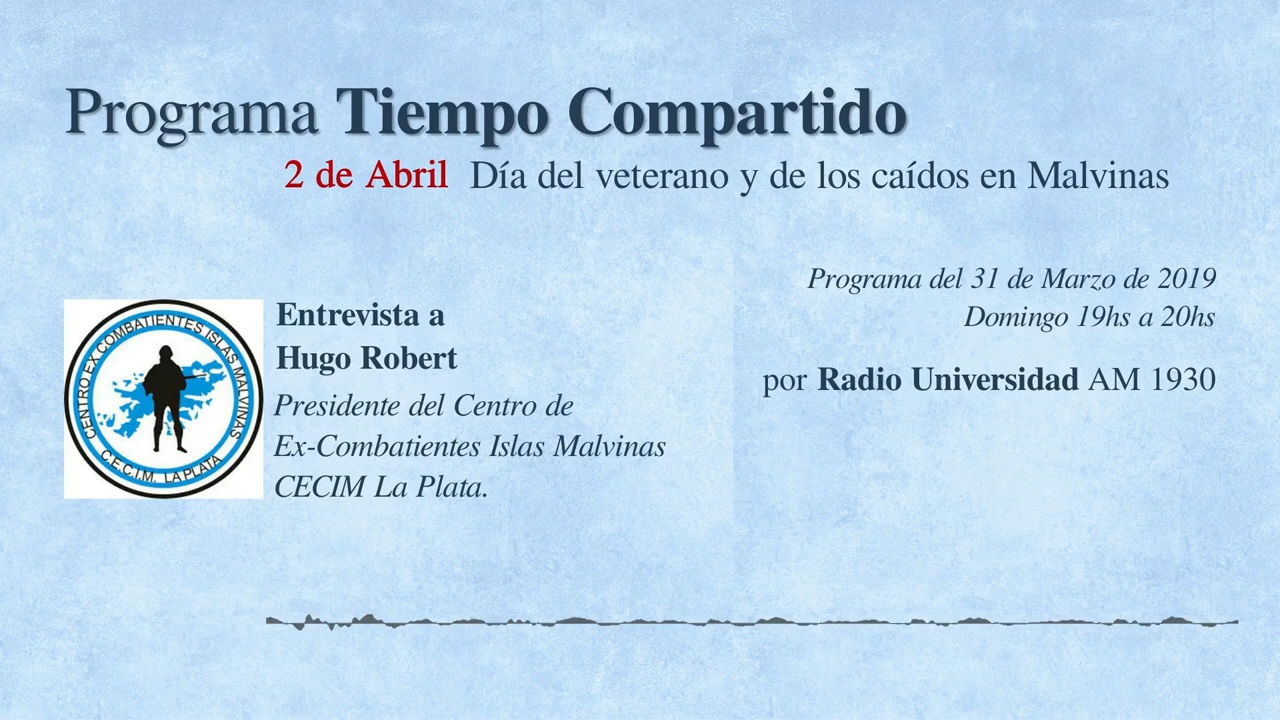 Programa Tiempo Compartido
2 de Abril Día del veterano y de los caídos en Malvinas
CENTRO EX COMBATIENTES ISLAS MALVINAS
C.E.C.I.M. LA PLATA
Entrevista a
Hugo Robert
Presidente del Centro de
Ex-Combatientes Islas Malvinas
CECIM La Plata.
Programa del 31 de Marzo de 2019
Domingo 19hs a 20hs
por Radio Universidad AM 1930